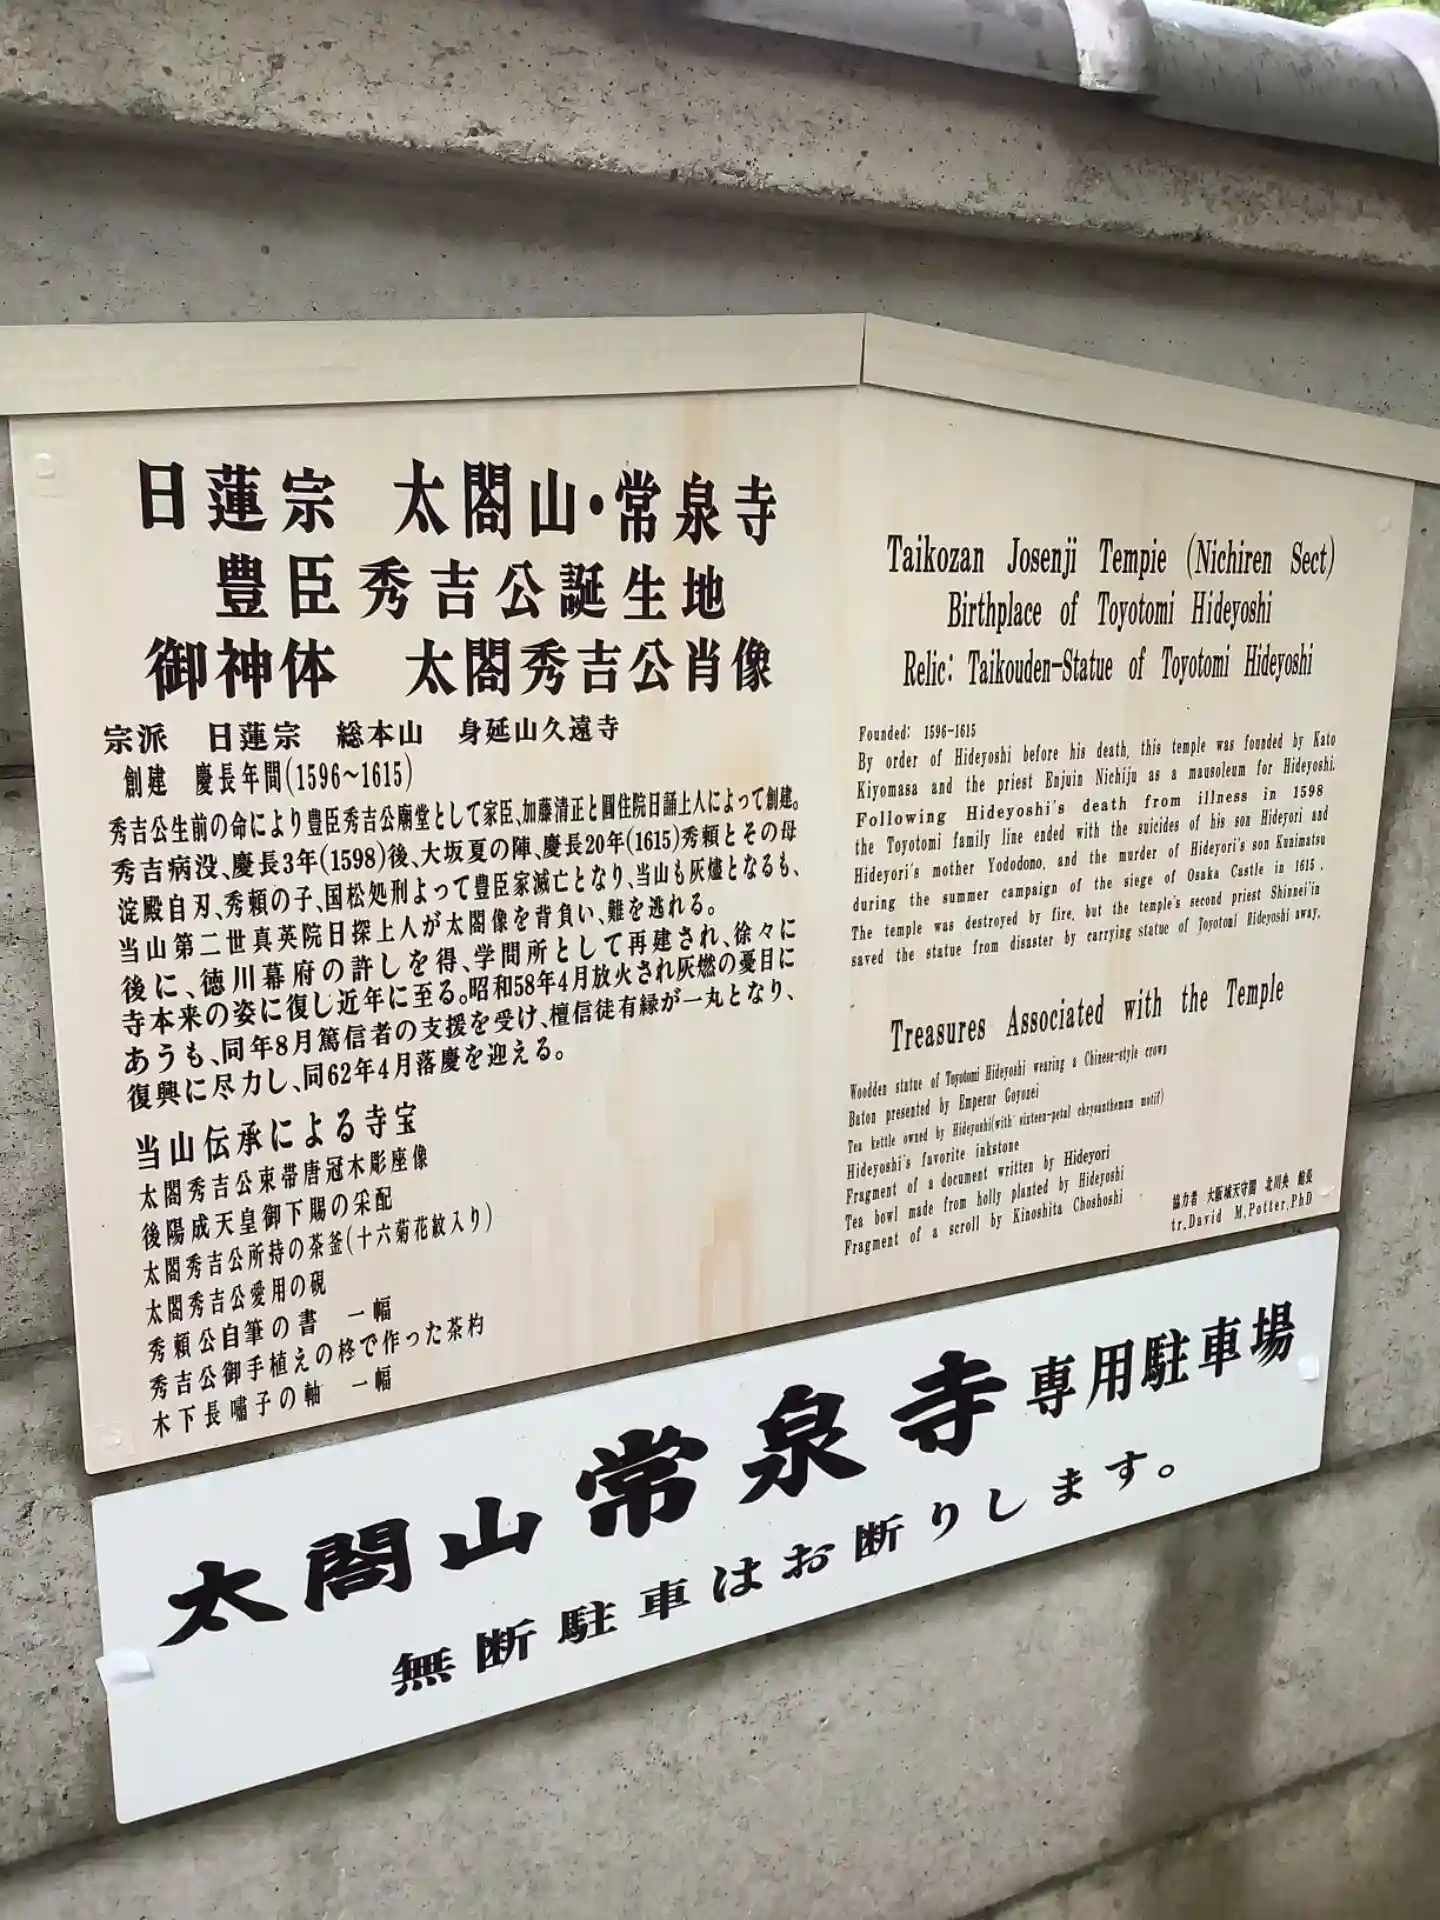 日蓮宗 太閤山・常泉寺
豊臣秀吉公誕生地
御神体 太閤秀吉公肖像
宗派 日蓮宗 総本山 身延山久遠寺
創建 慶長年間(1596~1615)
秀吉公生前の命により豊臣秀吉公廟堂として家臣、加藤清正と圓住院日誦上人によって創建。
秀吉病没、慶長3年(1598)後、大坂夏の陣、慶長20年(1615)秀頼とその母
淀殿自刃、秀頼の子、国松処刑よって豊臣家滅亡となり、当山も灰燼となるも、
当山第二世真英院日探上人が太閤像を背負い、難を逃れる。
後に、徳川幕府の許しを得、学問所として再建され、徐々に
寺本来の姿に復し近年に至る。昭和58年4月放火され灰燃の憂目に
あうも、同年8月篤信者の支援を受け、檀信徒有縁が一丸となり、
復興に尽力し、同62年4月落慶を迎える。
当山伝承による寺宝
太閤秀吉公束帯唐冠木彫座像
後陽成天皇御下賜の采配
太閤秀吉公所持の茶釜(十六菊花紋入り)
太閤秀吉公愛用の硯
秀頼公自筆の書 一幅
秀吉公御手植えの柊で作った茶杓
木下長嘯子の軸 一幅
Taikozan Josenji Tempie (Nichiren Sect)
Birthplace of Toyotomi Hideyoshi
Relic: Taikouden-Statue of Toyotomi Hideyoshi
Founded: 1596-1615
By order of Hideyoshi before his death, this temple was founded by Kato
Kiyomasa and the priest Enjuin Nichiju as a mausoleum for Hideyoshi.
Following Hideyoshi's death from illness in 1598
the Toyotomi family line ended with the suicides of his son Hideyori and
Hideyori's mother Yododono, and the murder of Hideyori's son Kunimatsu
during the summer campaign of the siege of Osaka Castle in 1615.
The temple was destroyed by fire, but the temple's second priest Shinnei'in
saved the statue from disaster by carrying statue of Toyotomi Hideyoshi away.
Treasures Associated with the Temple
Wooden statue of Toyotomi Hideyoshi wearing a Chinese-style crown
Baton presented by Emperor Goyozei
Tea kettle owned by Hideyoshi(with sixteen-petal chrysantheman motif)
Hideyoshi's favorite inkstone
Fragment of a document written by Hideyori
Tea bowl made from holly planted by Hideyoshi
Fragment of a scroll by Kinoshita Choshoshi
協力者 大阪城天守閣 北川央 館長
tr.David M.Potter.PhD
太閤山常泉寺専用駐車場
無断駐車はお断りします。